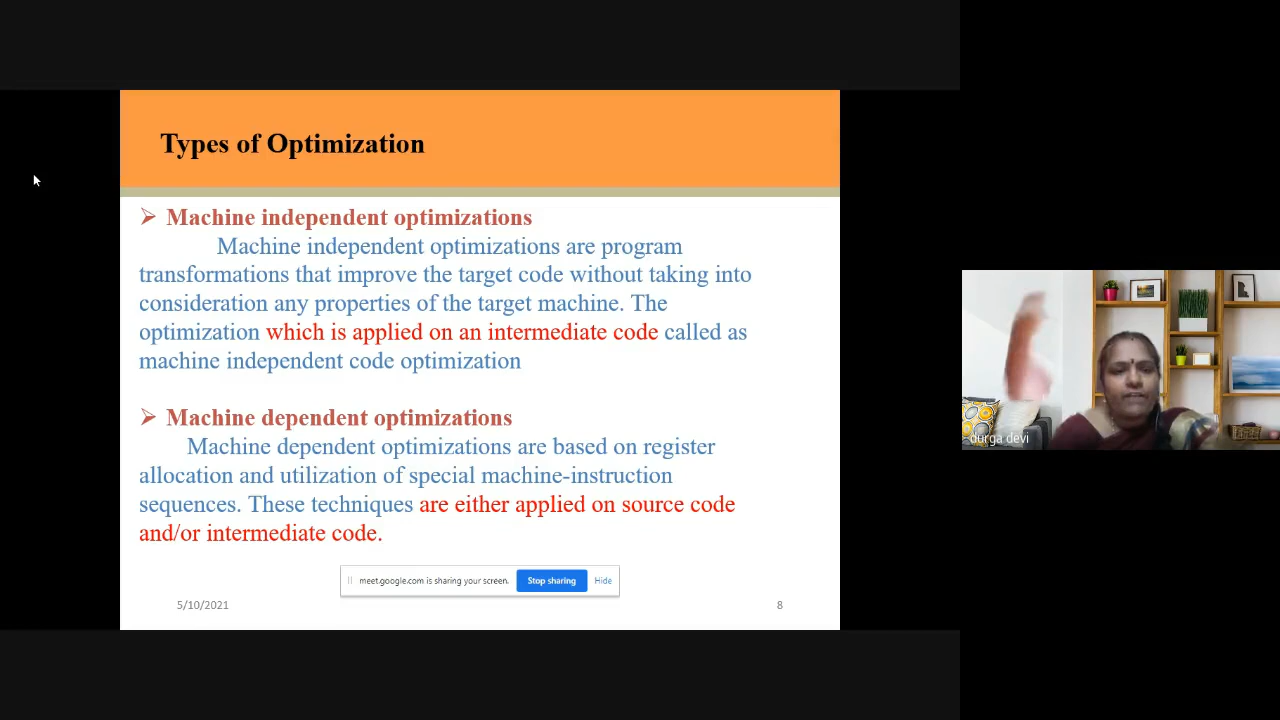 Types of Optimization
Machine independent optimizations
Machine independent optimizations are program
transformations that improve the target code without taking into
consideration any properties of the target machine. The
optimization which is applied on an intermediate code called as
machine independent code optimization
Machine dependent optimizations
Machine dependent optimizations are based on register
allocation and utilization of special machine-instruction
sequences. These techniques are either applied on source code
and/or intermediate code.
meet.google.com is sharing your screen. Stop sharing Hide
5/10/2021 8
durga devi